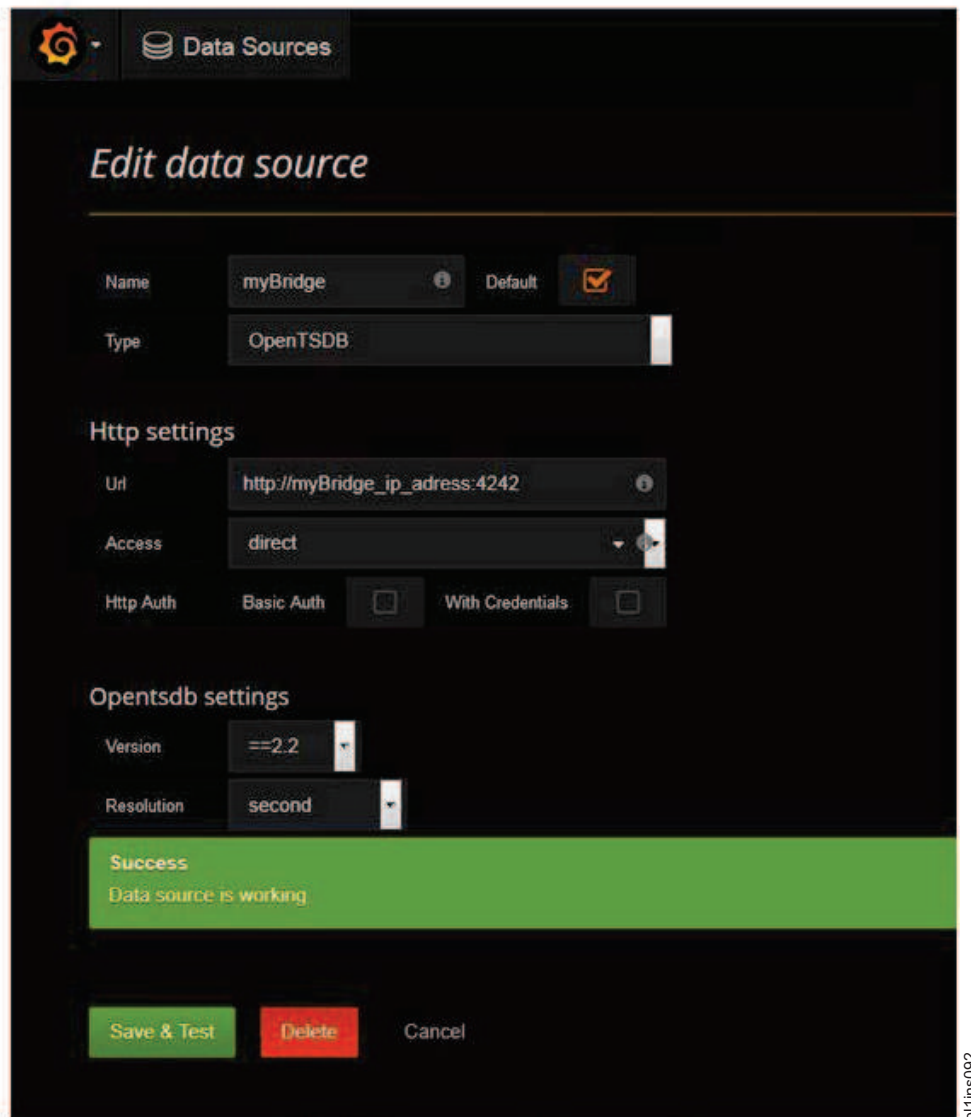 Data Sources
Edit data source
Name myBridge Default
Type OpenTSDB
Http settings
Url http://myBridge_ip_adress:4242
Access direct
Http Auth Basic Auth With Credentials
Opentsdb settings
Version ==2.2
Resolution second
Success
Data source is working
Save & Test Delete Cancel